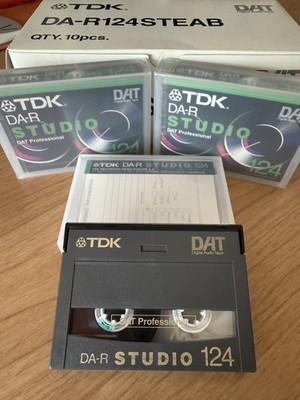 TDK
DA-R124STEAB
QTY. 10pcs.
DAT
TDK
DA-R
STUDIO
DAT Professional
124
DAT
TDK
DA-R
STUDIO
DAT Professional
124
DAT
TDK DA-R STUDIO 124
TDK
DAT
Digital Audio Tape
DAT Professional
DA-R STUDIO 124